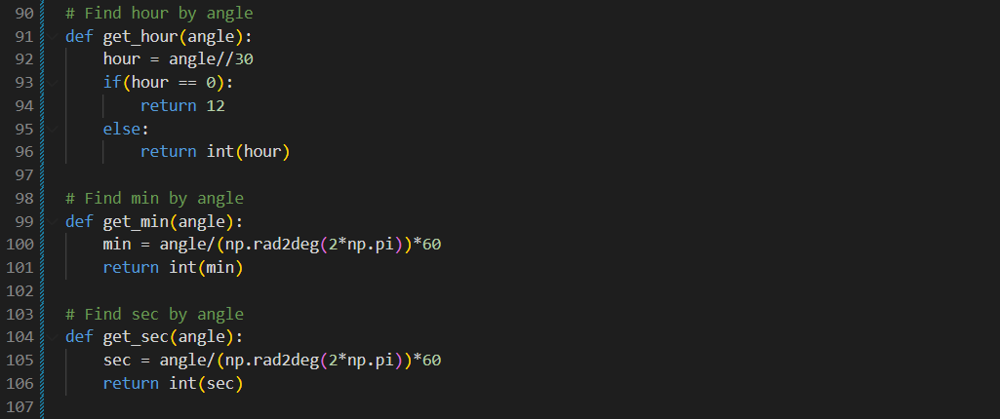 90 # Find hour by angle
91 def get_hour(angle):
92 hour = angle//30
93 if(hour == 0):
94 return 12
95 else:
96 return int(hour)
97
98 # Find min by angle
99 def get_min(angle):
100 min = angle/(np.rad2deg(2*np.pi))*60
101 return int(min)
102
103 # Find sec by angle
104 def get_sec(angle):
105 sec = angle/(np.rad2deg(2*np.pi))*60
106 return int(sec)
107